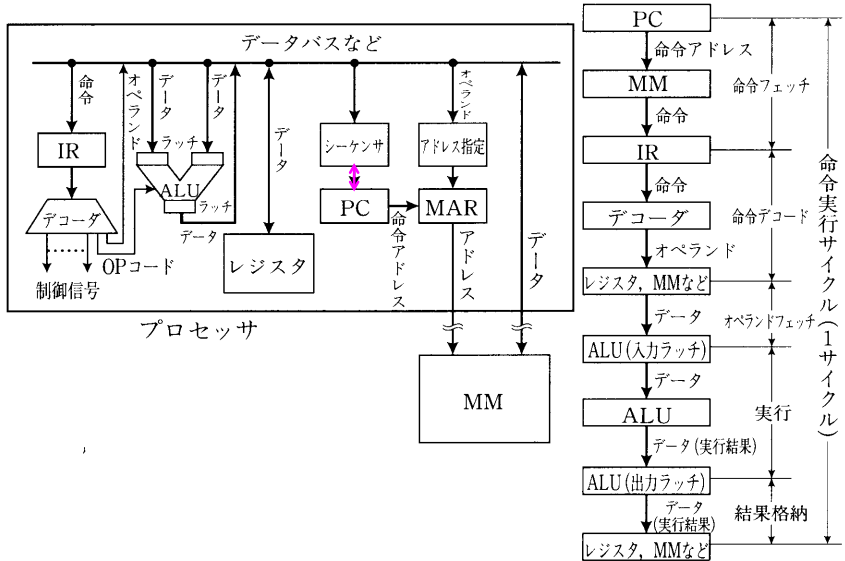 データバスなど
命令
オペランド
データ
データ
データ
オペランド
IR
ラッチ
ALU
ラッチ
シーケンサ
アドレス指定
デコーダ
データ
PC
MAR
OPコード
制御信号
レジスタ
命令アドレス
アドレス
データ
プロセッサ
MM
PC
命令アドレス
MM
命令
IR
命令
デコーダ
オペランド
レジスタ，MMなど
データ
ALU(入力ラッチ)
データ
ALU
データ(実行結果)
ALU(出力ラッチ)
データ
(実行結果)
レジスタ，MMなど
命令フェッチ
命令デコード
オペランドフェッチ
実行
結果格納
命令実行サイクル(1サイクル)